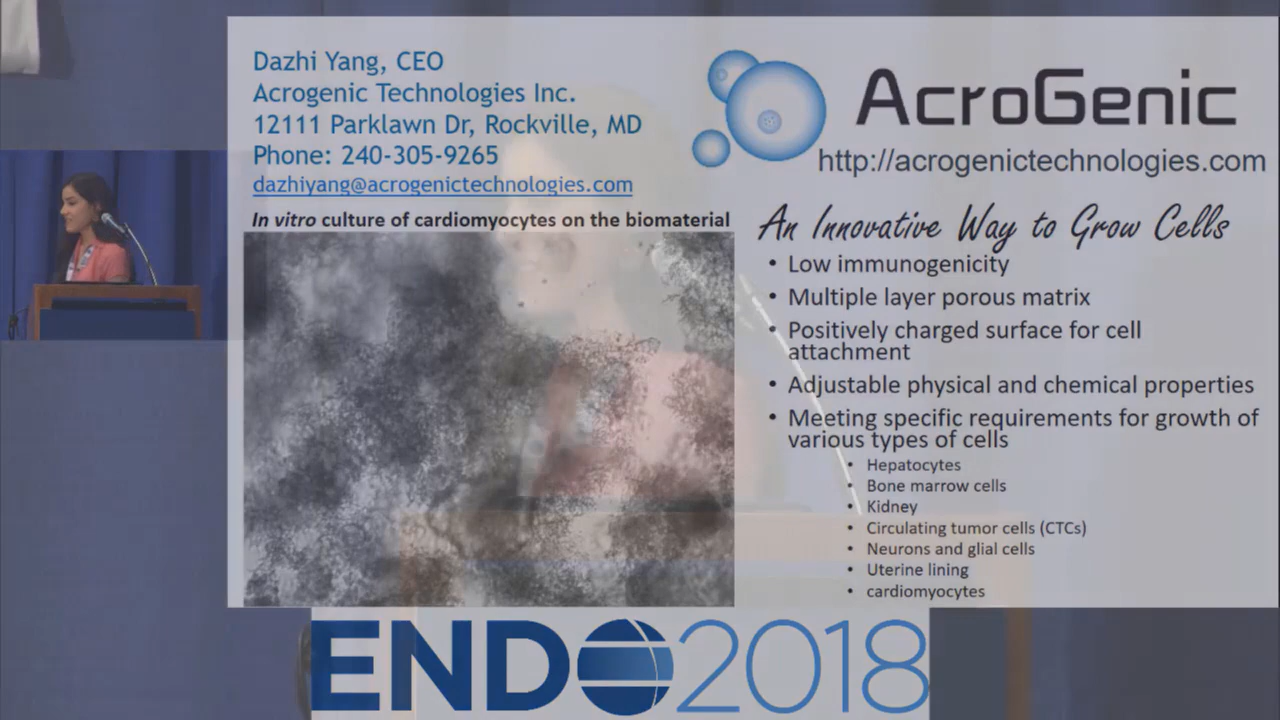 Dazhi Yang, CEO
Acrogenic Technologies Inc.
12111 Parklawn Dr, Rockville, MD
Phone: 240-305-9265
dazhiyang@acrogenictechnologies.com
In vitro culture of cardiomyocytes on the biomaterial
AcroGenic
http://acrogenictechnologies.com
An Innovative Way to Grow Cells
• Low immunogenicity
• Multiple layer porous matrix
• Positively charged surface for cell
attachment
• Adjustable physical and chemical properties
• Meeting specific requirements for growth of
various types of cells
• Hepatocytes
• Bone marrow cells
• Kidney
• Circulating tumor cells (CTCs)
• Neurons and glial cells
• Uterine lining
• cardiomyocytes
ENDO2018